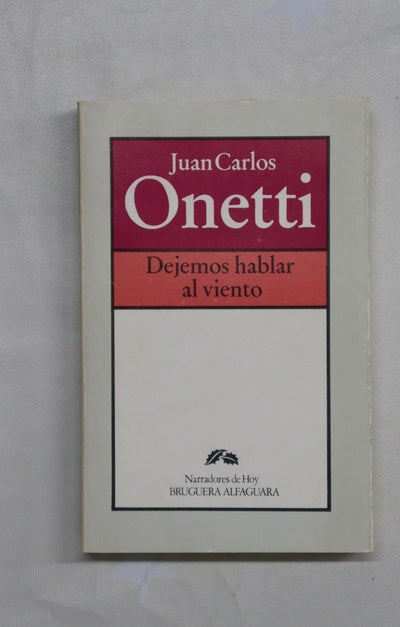 Juan Carlos
Onetti
Dejemos hablar
al viento
Narradores de Hoy
BRUGUERA ALFAGUARA